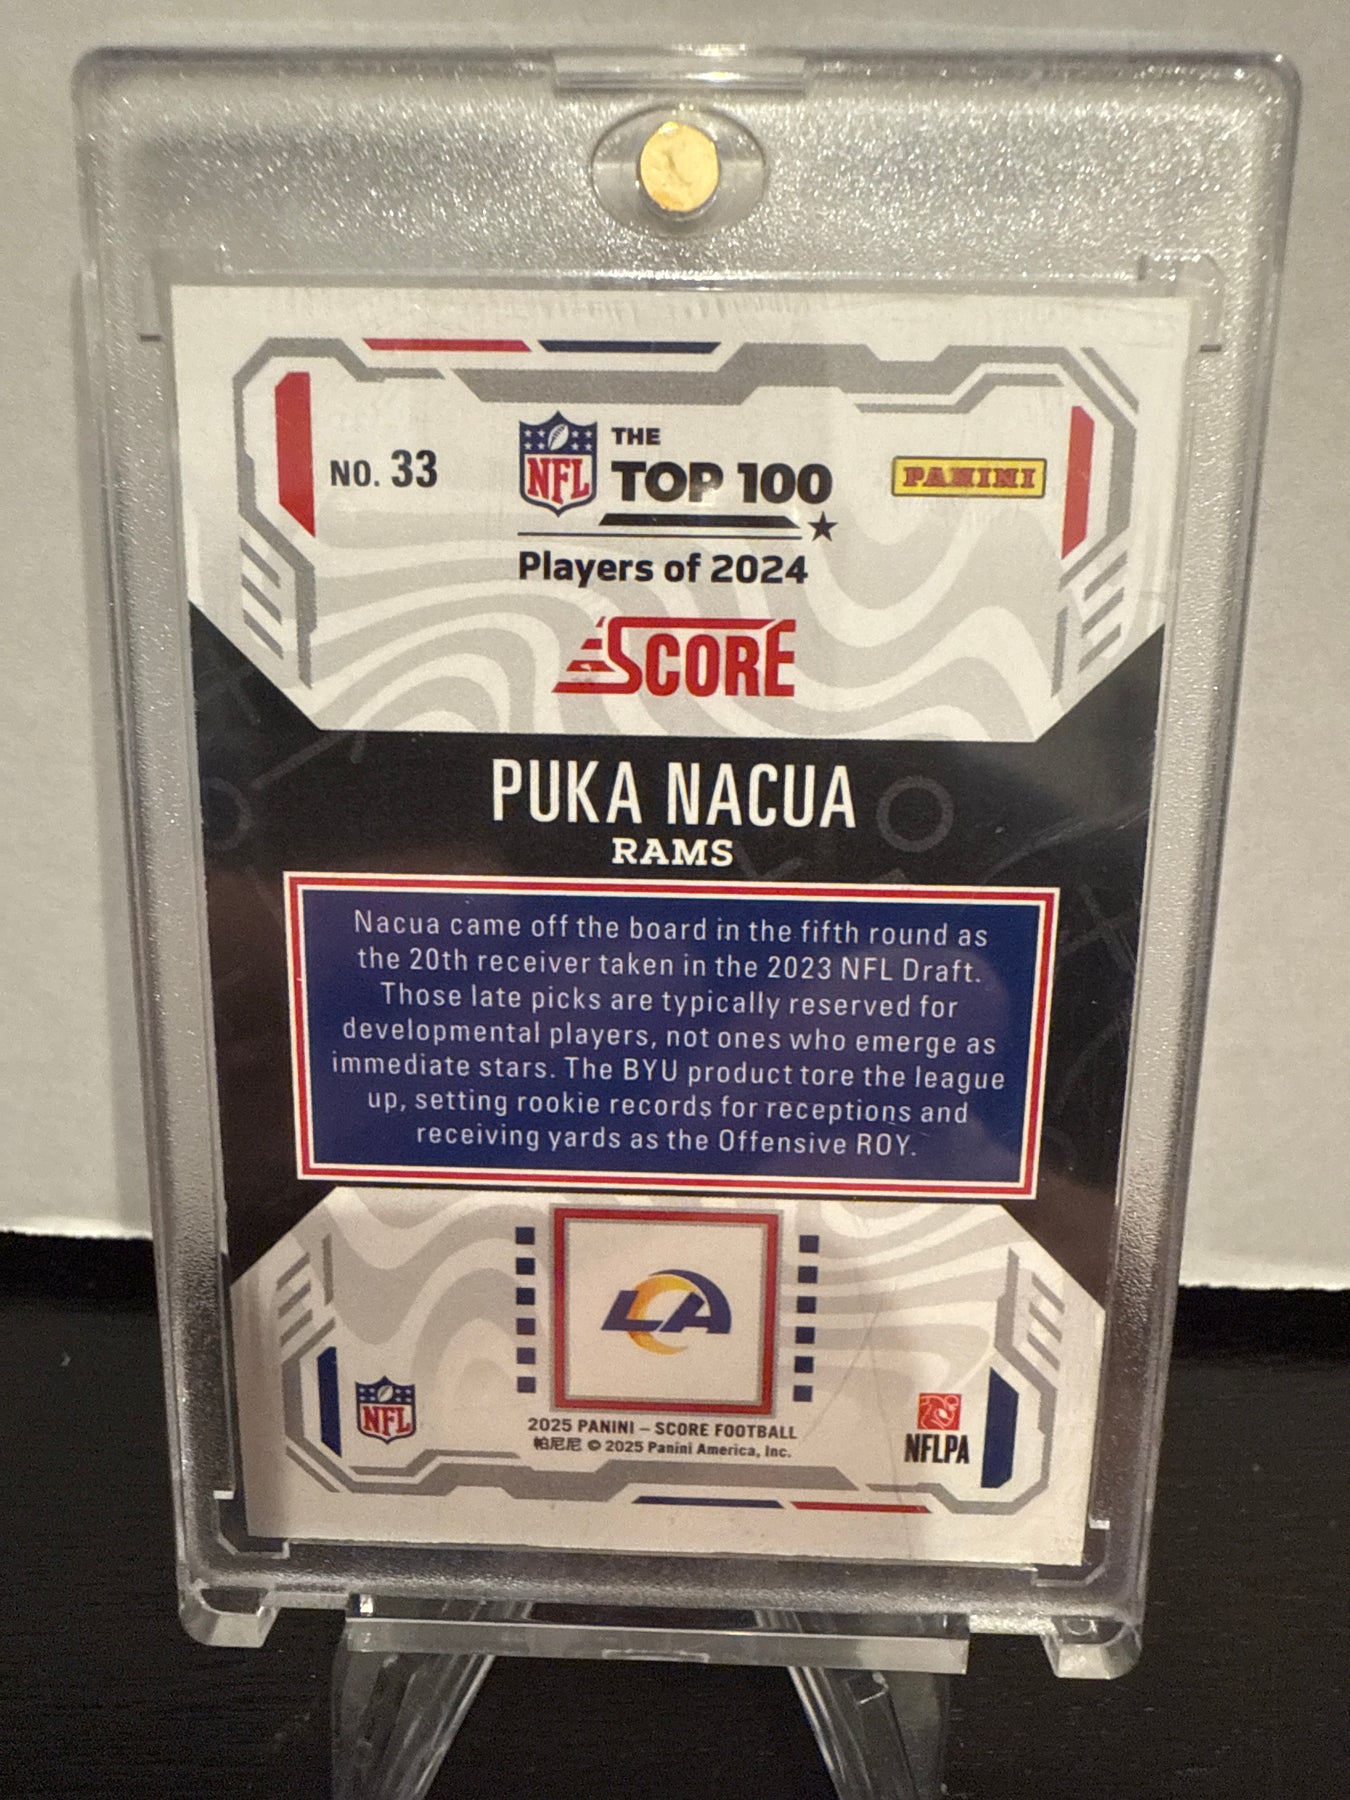 NO. 33
NFL
THE
TOP 100
Players of 2024
PANINI
SCORE
PUKA NACUA
RAMS
Nacua came off the board in the fifth round as
the 20th receiver taken in the 2023 NFL Draft.
Those late picks are typically reserved for
developmental players, not ones who emerge as
immediate stars. The BYU product tore the league
up, setting rookie records for receptions and
receiving yards as the Offensive ROY.
LA
NFL
2025 PANINI – SCORE FOOTBALL
帕尼尼 © 2025 Panini America, Inc.
NFLPA